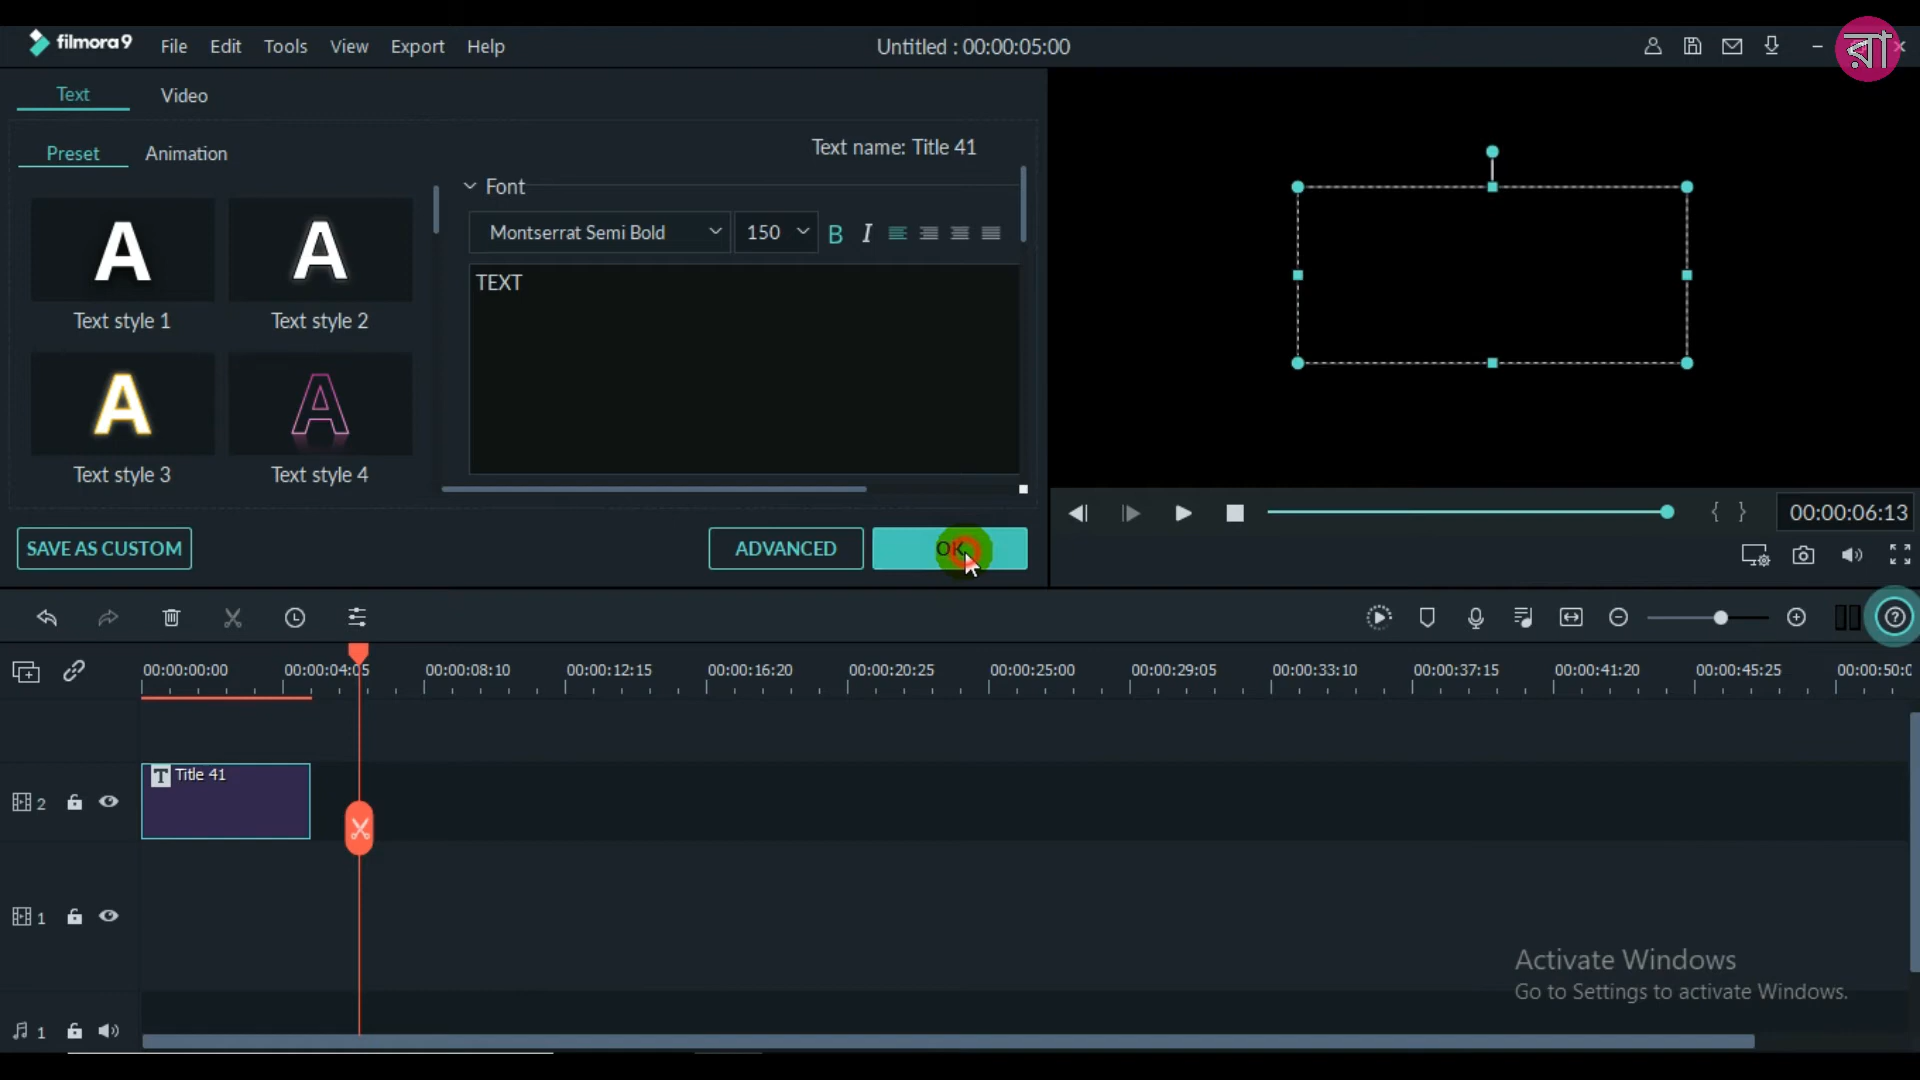 filmora9 File Edit Tools View Export Help Untitled : 00:00:05:00 রা
Text Video
Preset Animation Text name: Title 41
Font
Montserrat Semi Bold 150 B I
TEXT
A A
Text style 1 Text style 2
A A
Text style 3 Text style 4
{ } 00:00:06:13
SAVE AS CUSTOM ADVANCED OK
00:00:00:00 00:00:04:05 00:00:08:10 00:00:12:15 00:00:16:20 00:00:20:25 00:00:25:00 00:00:29:05 00:00:33:10 00:00:37:15 00:00:41:20 00:00:45:25
T Title 41
2
1
Activate Windows
Go to Settings to activate Windows.
1